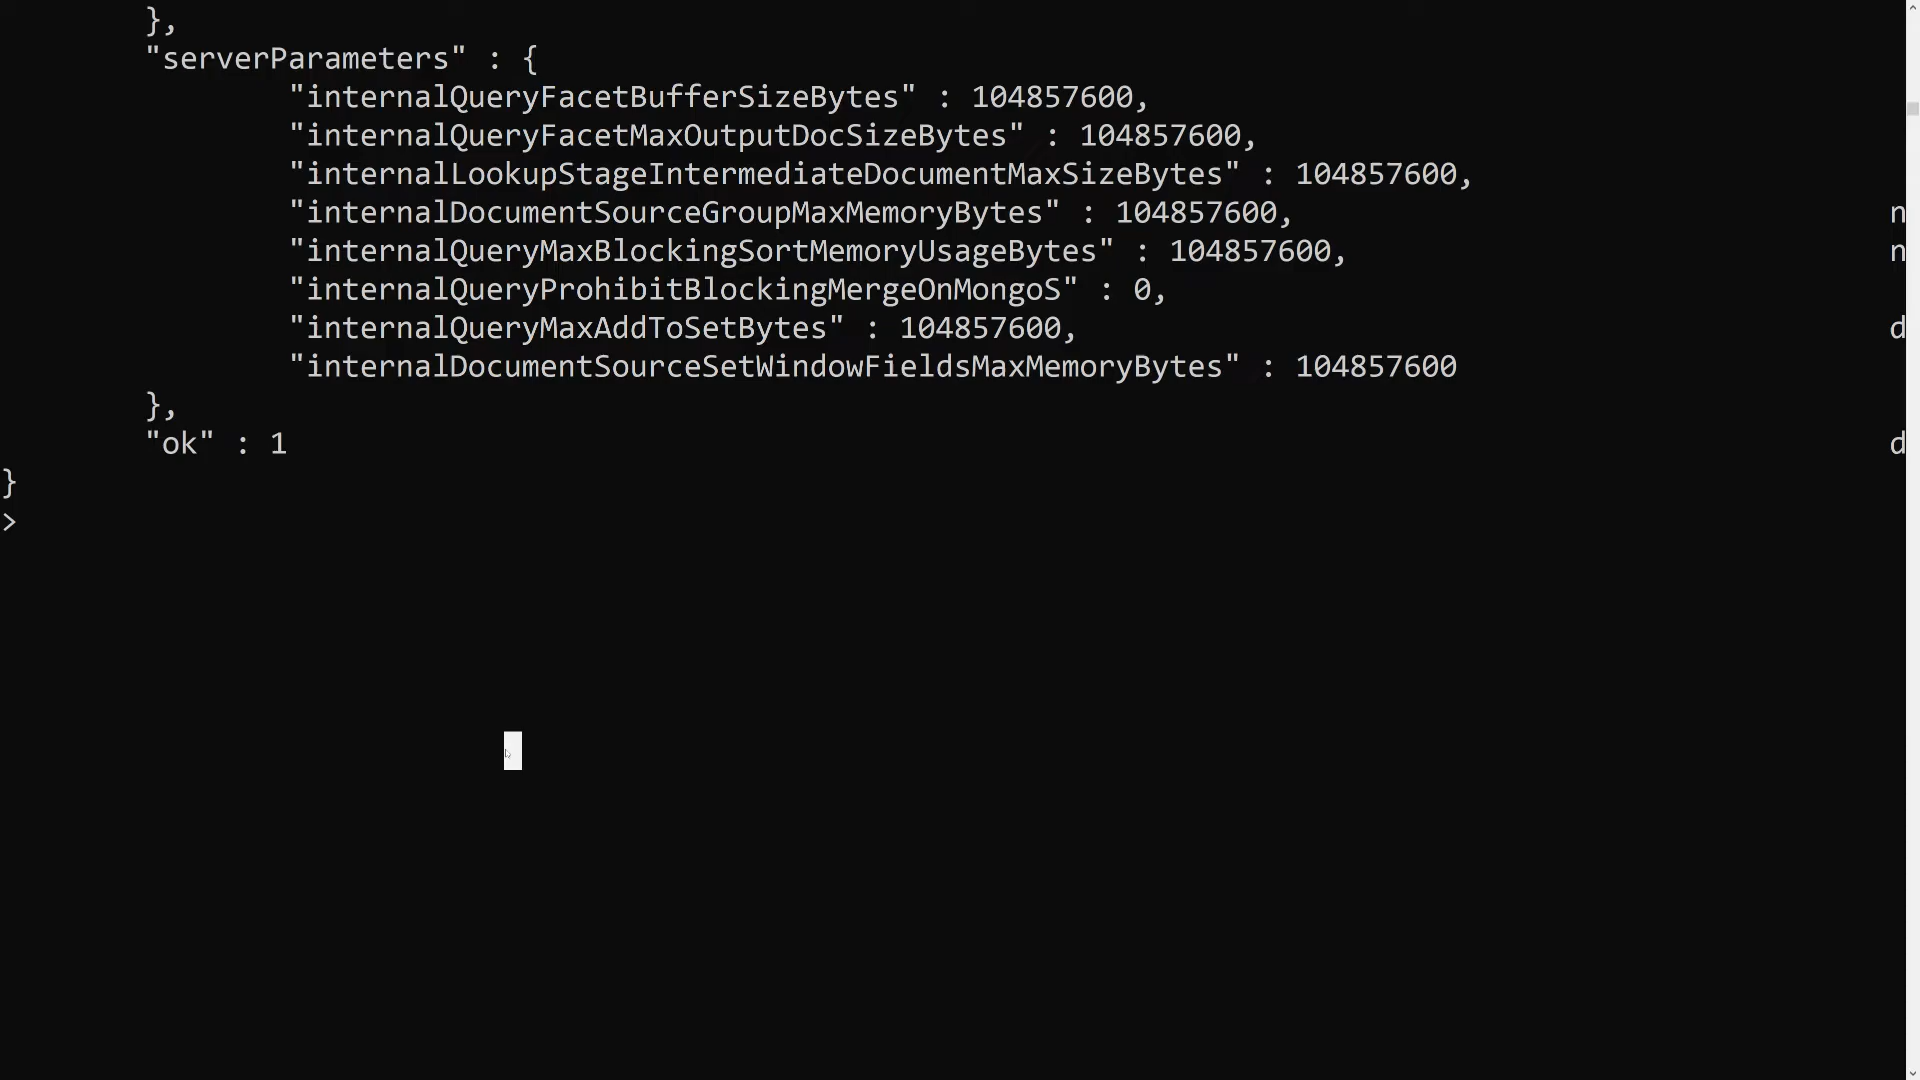 },
"serverParameters" : {
"internalQueryFacetBufferSizeBytes" : 104857600,
"internalQueryFacetMaxOutputDocSizeBytes" : 104857600,
"internalLookupStageIntermediateDocumentMaxSizeBytes" : 104857600,
"internalDocumentSourceGroupMaxMemoryBytes" : 104857600, n
"internalQueryMaxBlockingSortMemoryUsageBytes" : 104857600, n
"internalQueryProhibitBlockingMergeOnMongoS" : 0,
"internalQueryMaxAddToSetBytes" : 104857600, d
"internalDocumentSourceSetWindowFieldsMaxMemoryBytes" : 104857600
},
"ok" : 1 d
}
>